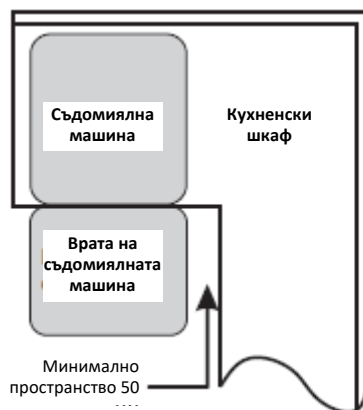 Съдомиялна
машина
Кухненски
шкаф
Врата на
съдомиялната
машина
Минимално
пространство 50